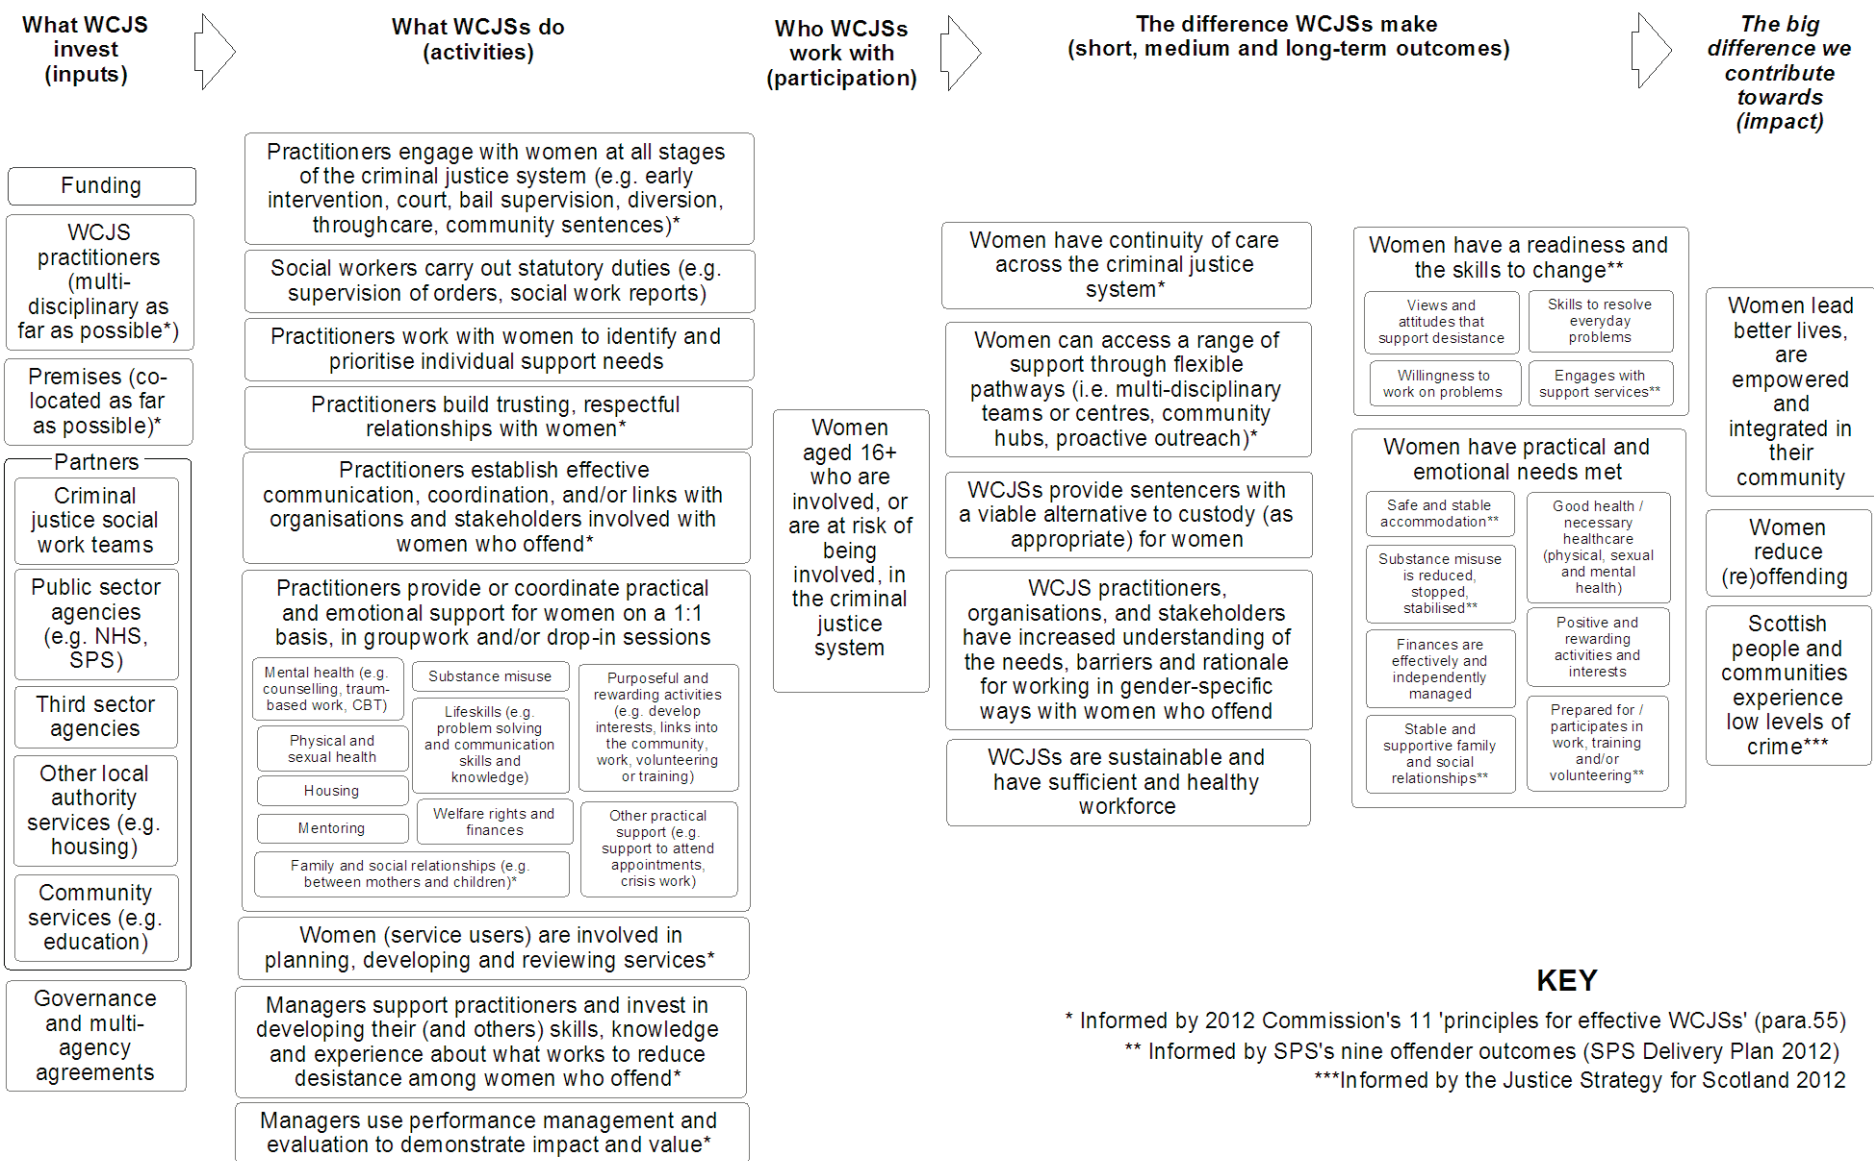 What WCJS
invest
(inputs)
What WCJSs do
(activities)
Who WCJSs
work with
(participation)
The difference WCJSs make
(short, medium and long-term outcomes)
The big
difference we
contribute
towards
(impact)
Funding
WCJS
practitioners
(multi-
disciplinary as
far as possible*)
Premises (co-
located as far
as possible)*
Partners
Criminal
justice social
work teams
Public sector
agencies
(e.g. NHS,
SPS)
Third sector
agencies
Other local
authority
services (e.g.
housing)
Community
services (e.g.
education)
Governance
and multi-
agency
agreements
Practitioners engage with women at all stages
of the criminal justice system (e.g. early
intervention, court, bail supervision, diversion,
throughcare, community sentences)*
Social workers carry out statutory duties (e.g.
supervision of orders, social work reports)
Practitioners work with women to identify and
prioritise individual support needs
Practitioners build trusting, respectful
relationships with women*
Practitioners establish effective
communication, coordination, and/or links with
organisations and stakeholders involved with
women who offend*
Practitioners provide or coordinate practical
and emotional support for women on a 1:1
basis, in groupwork and/or drop-in sessions
Mental health (e.g.
counselling, traum-
based work, CBT)
Physical and
sexual health
Housing
Mentoring
Family and social relationships (e.g.
between mothers and children)*
Substance misuse
Lifeskills (e.g.
problem solving
and communication
skills and
knowledge)
Welfare rights and
finances
Purposeful and
rewarding activities
(e.g. develop
interests, links into
the community,
work, volunteering
or training)
Other practical
support (e.g.
support to attend
appointments,
crisis work)
Women (service users) are involved in
planning, developing and reviewing services*
Managers support practitioners and invest in
developing their (and others) skills, knowledge
and experience about what works to reduce
desistance among women who offend*
Managers use performance management and
evaluation to demonstrate impact and value*
Women
aged 16+
who are
involved, or
are at risk of
being
involved, in
the criminal
justice
system
Women have continuity of care
across the criminal justice
system*
Women can access a range of
support through flexible
pathways (i.e. multi-disciplinary
teams or centres, community
hubs, proactive outreach)*
WCJSs provide sentencers with
a viable alternative to custody (as
appropriate) for women
WCJS practitioners,
organisations, and stakeholders
have increased understanding of
the needs, barriers and rationale
for working in gender-specific
ways with women who offend
WCJSs are sustainable and
have sufficient and healthy
workforce
Women have a readiness and
the skills to change**
Views and
attitudes that
support desistance
Skills to resolve
everyday
problems
Willingness to
work on problems
Engages with
support services**
Women have practical and
emotional needs met
Safe and stable
accommodation**
Substance misuse
is reduced,
stopped,
stabilised**
Finances are
effectively and
independently
managed
Stable and
supportive family
and social
relationships**
Good health /
necessary
healthcare
(physical, sexual
and mental
health)
Positive and
rewarding
activities and
interests
Prepared for /
participates in
work, training
and/or
volunteering**
Women lead
better lives,
are
empowered
and
integrated in
their
community
Women
reduce
(re)offending
Scottish
people and
communities
experience
low levels of
crime***
KEY
* Informed by 2012 Commission's 11 'principles for effective WCJSs' (para.55)
** Informed by SPS's nine offender outcomes (SPS Delivery Plan 2012)
***Informed by the Justice Strategy for Scotland 2012